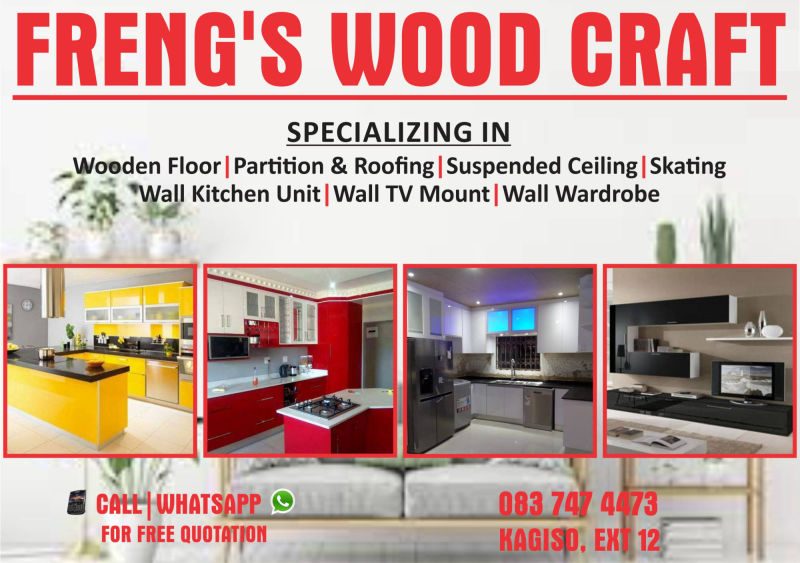 FRENG'S WOOD CRAFT
SPECIALIZING IN
Wooden Floor|Partition & Roofing|Suspended Ceiling|Skating
Wall Kitchen Unit|Wall TV Mount|Wall Wardrobe
CALL|WHATSAPP
FOR FREE QUOTATION
083 747 4473
KAGISO, EXT 12